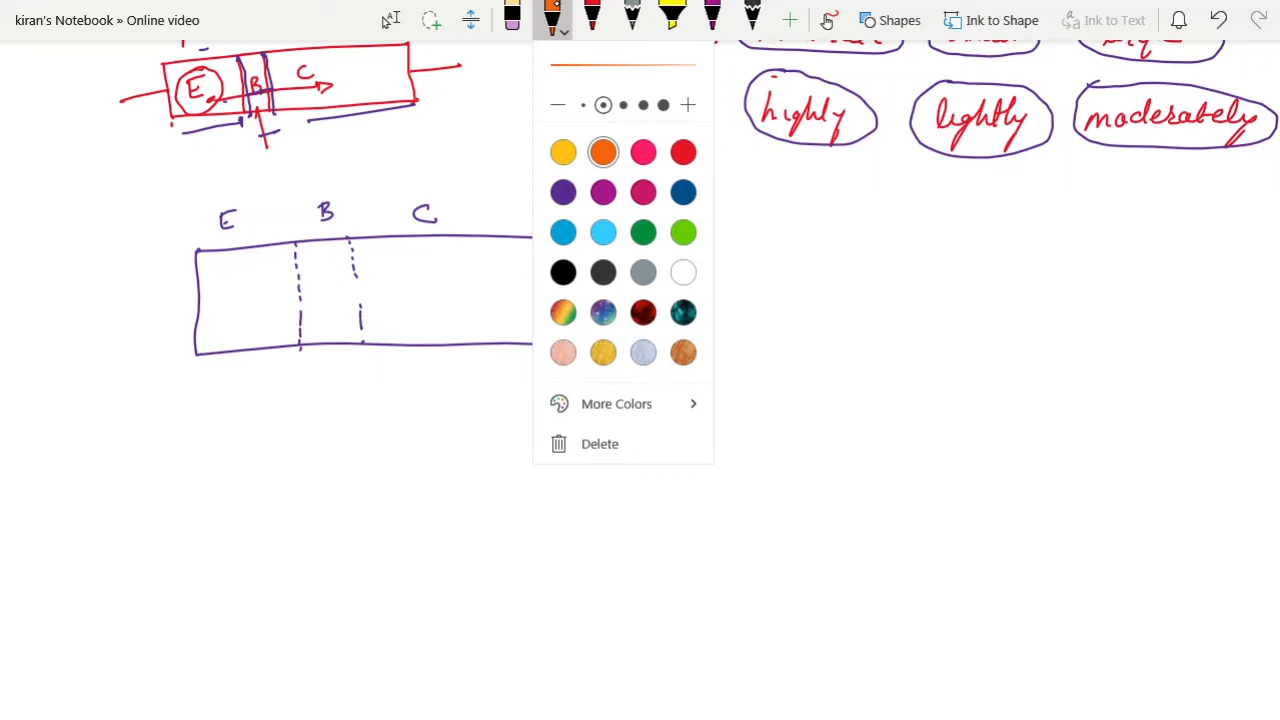 kiran's Notebook » Online video
Shapes
Ink to Shape
Ink to Text
E B C
highly lightly moderately
E B C
More Colors
Delete